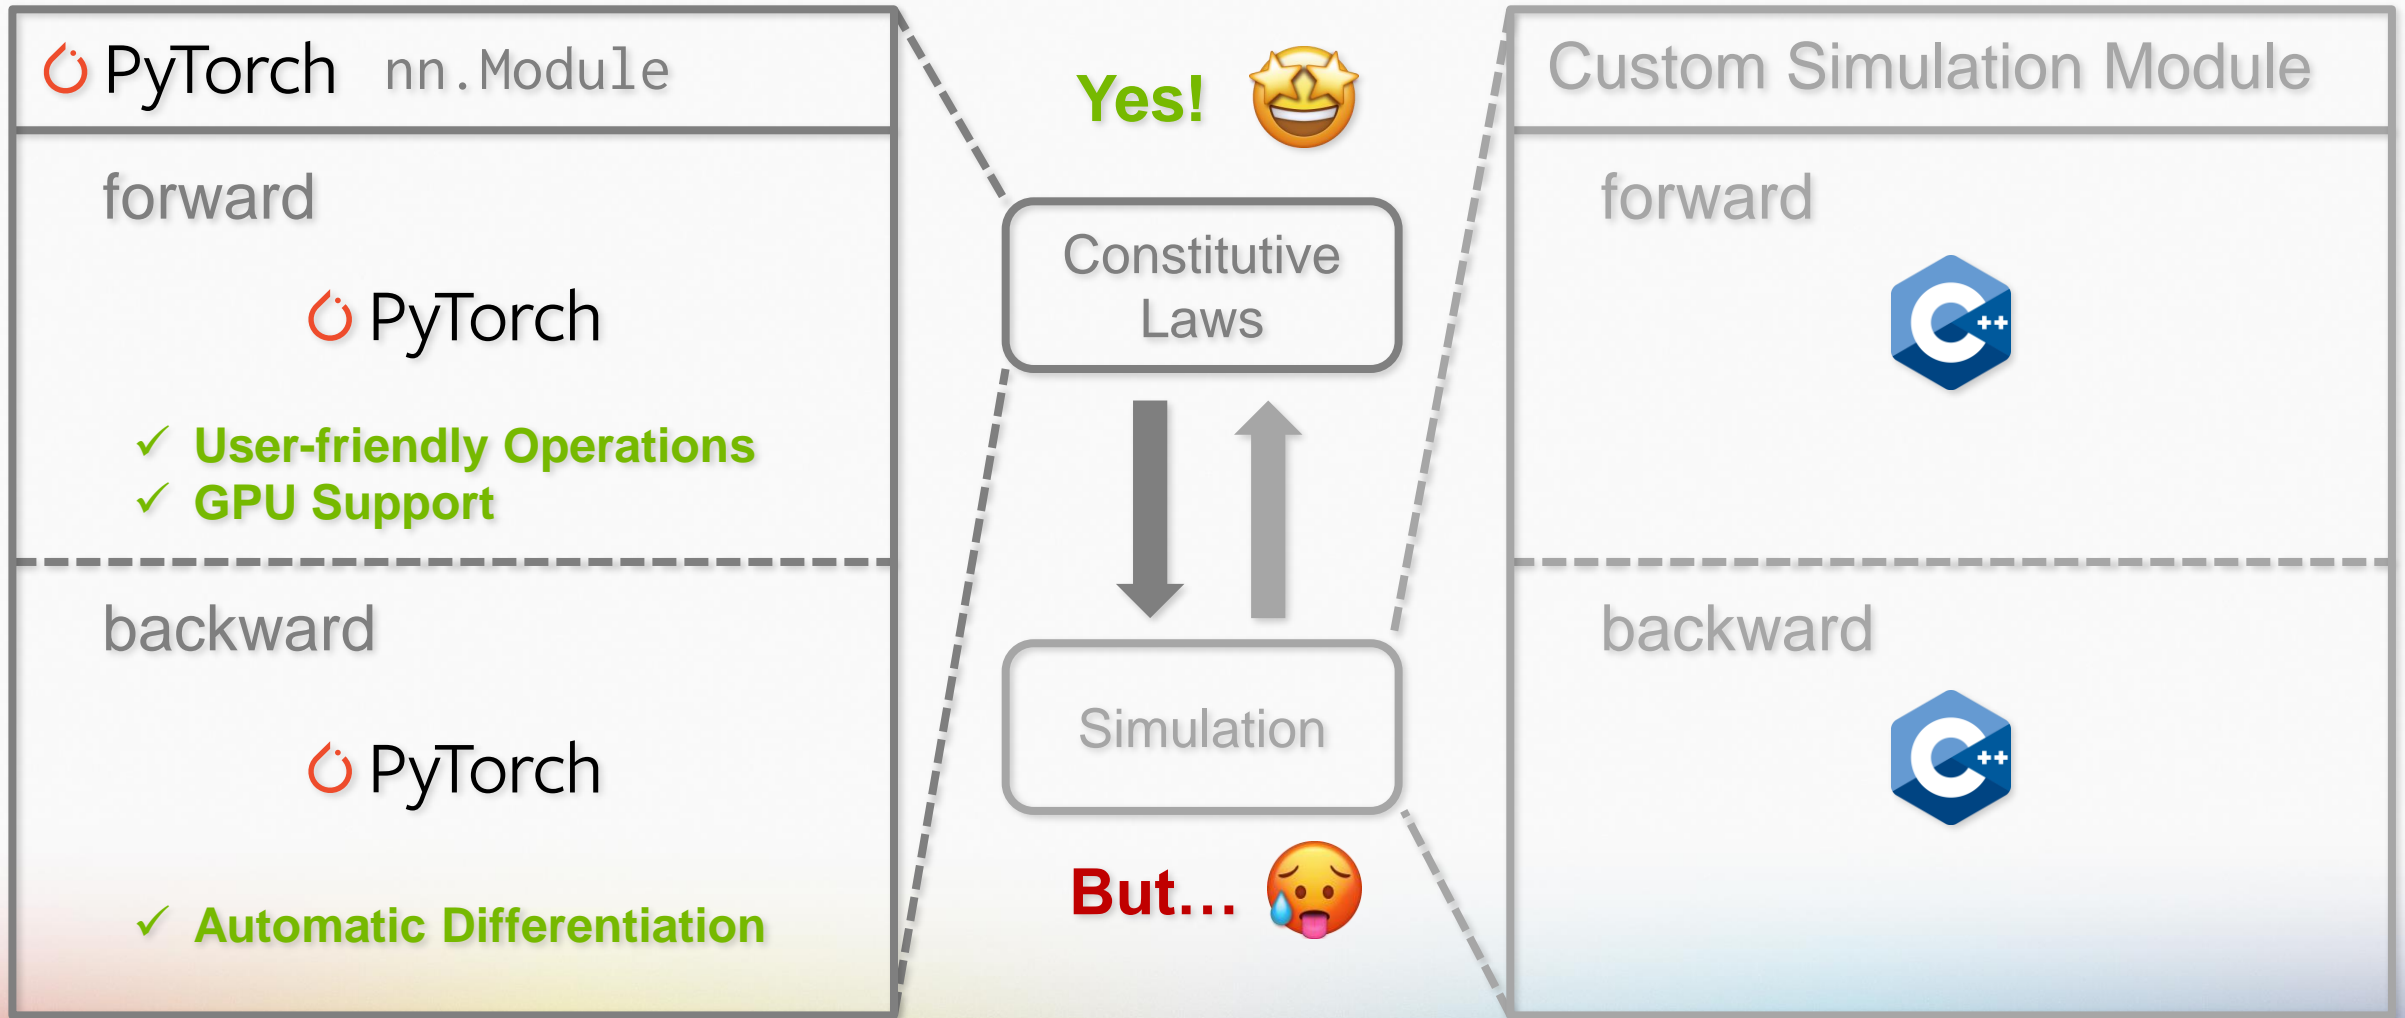 PyTorch nn.Module
forward
PyTorch
✓ User-friendly Operations
✓ GPU Support
backward
PyTorch
✓ Automatic Differentiation
Yes!
Constitutive
Laws
Simulation
But...
Custom Simulation Module
forward
C++
backward
C++